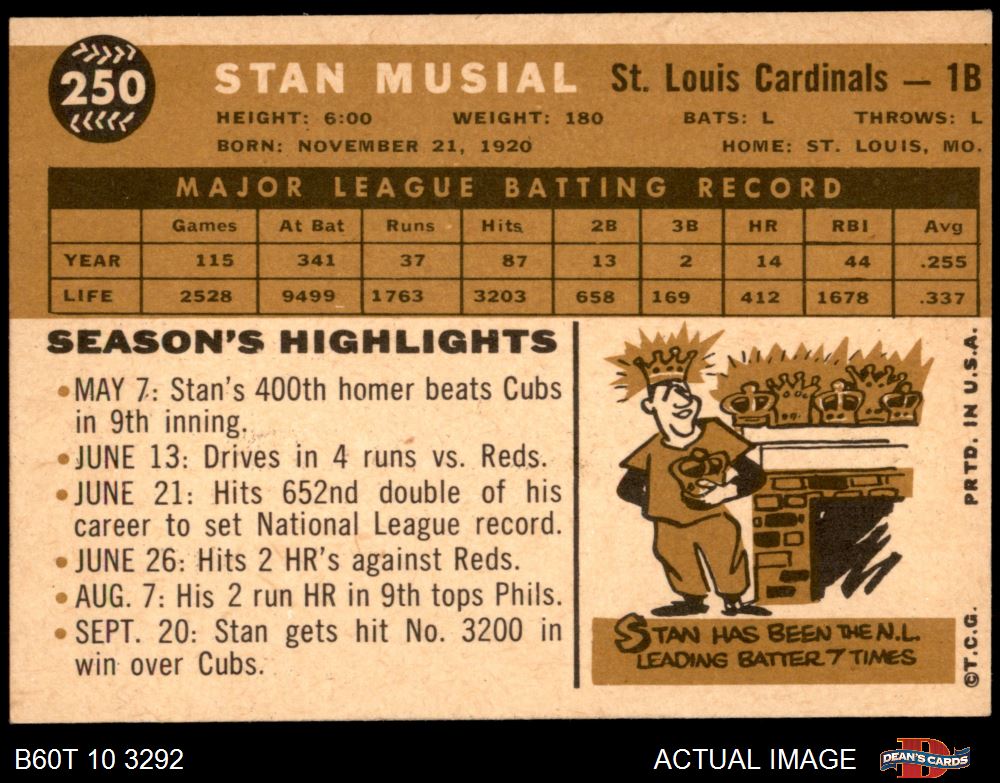 250
STAN MUSIAL St. Louis Cardinals — 1B
HEIGHT: 6:00 WEIGHT: 180 BATS: L THROWS: L
BORN: NOVEMBER 21, 1920 HOME: ST. LOUIS, MO.
MAJOR LEAGUE BATTING RECORD
Games At Bat Runs Hits 2B 3B HR RBI Avg
YEAR 115 341 37 87 13 2 14 44 .255
LIFE 2528 9499 1763 3203 658 169 412 1678 .337
SEASON'S HIGHLIGHTS
•MAY 7: Stan's 400th homer beats Cubs
in 9th inning.
•JUNE 13: Drives in 4 runs vs. Reds.
•JUNE 21: Hits 652nd double of his
career to set National League record.
•JUNE 26: Hits 2 HR's against Reds.
•AUG. 7: His 2 run HR in 9th tops Phils.
•SEPT. 20: Stan gets hit No. 3200 in
win over Cubs.
STAN HAS BEEN THE N.L.
LEADING BATTER 7 TIMES
©T.C.G. PRTD. IN U.S.A.
B60T 10 3292 ACTUAL IMAGE DEAN'S CARDS